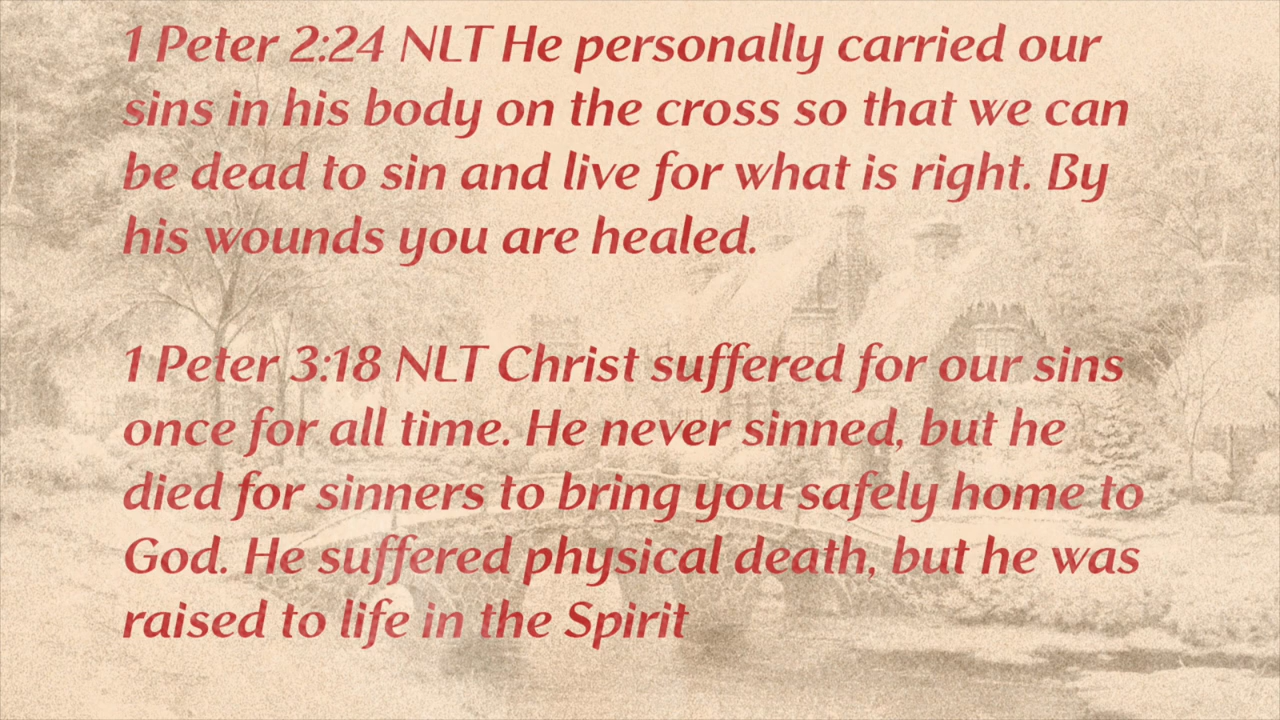 1 Peter 2:24 NLT He personally carried our
sins in his body on the cross so that we can
be dead to sin and live for what is right. By
his wounds you are healed.
1 Peter 3:18 NLT Christ suffered for our sins
once for all time. He never sinned, but he
died for sinners to bring you safely home to
God. He suffered physical death, but he was
raised to life in the Spirit